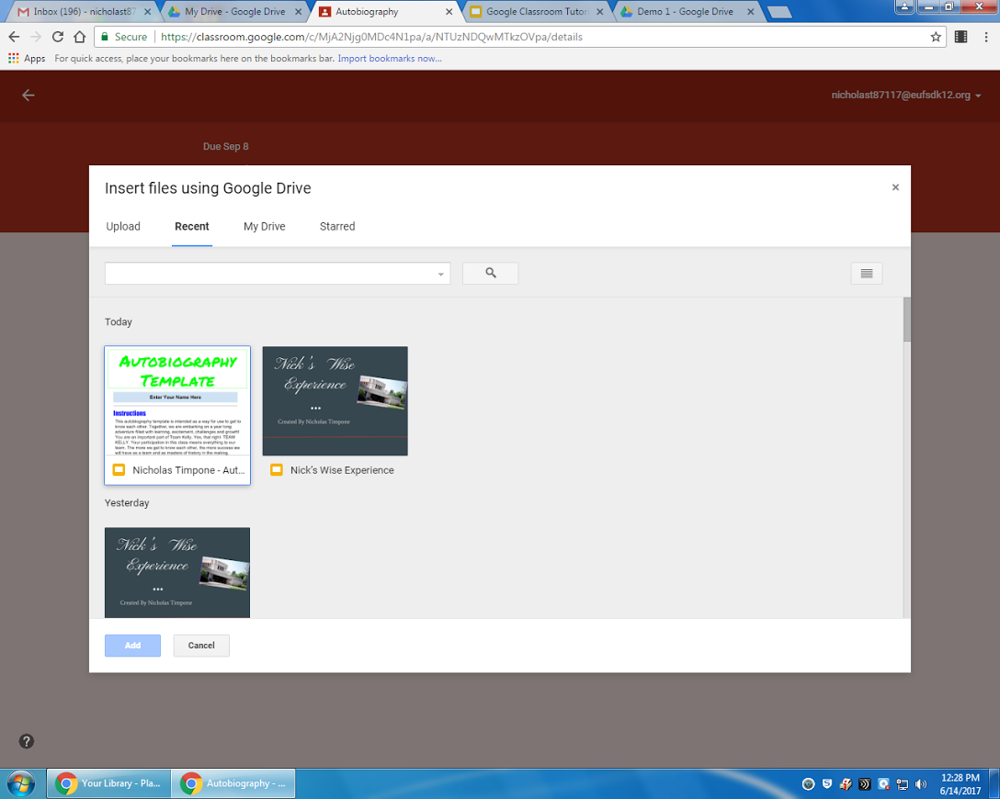 Inbox (196) - nicholast87
My Drive - Google Drive
Autobiography
Google Classroom Tutori
Demo 1 - Google Drive
Secure
https://classroom.google.com/c/MjA2Njg0MDc4N1pa/a/NTUzNDQwMTkzOVpa/details
Apps
For quick access, place your bookmarks here on the bookmarks bar. Import bookmarks now...
nicholast87117@eufsdk12.org
Due Sep 8
Insert files using Google Drive
×
Upload
Recent
My Drive
Starred
Today
AUTOBIOGRAPHY
TEMPLATE
Enter Your Name Here
Instructions
This autobiography template is intended as a way for use to get to
know each other. Together, we are embarking on a year long
adventure filled with learning, excitement, challenges and growth!
You are an important part of Team Kelly. Yes, that right- TEAM
KELLY. Your participation in this class means everything to our
team. The more we get to know each other, the more success we
will have as a team and as masters of history in the making.
Nicholas Timpone - Aut...
Nick's Wise
Experience
Created By Nicholas Timpone
Nick's Wise Experience
Yesterday
Nick's Wise
Experience
Created By Nicholas Timpone
Add
Cancel
?
Your Library - Pla...
Autobiography - ...
12:28 PM
6/14/2017